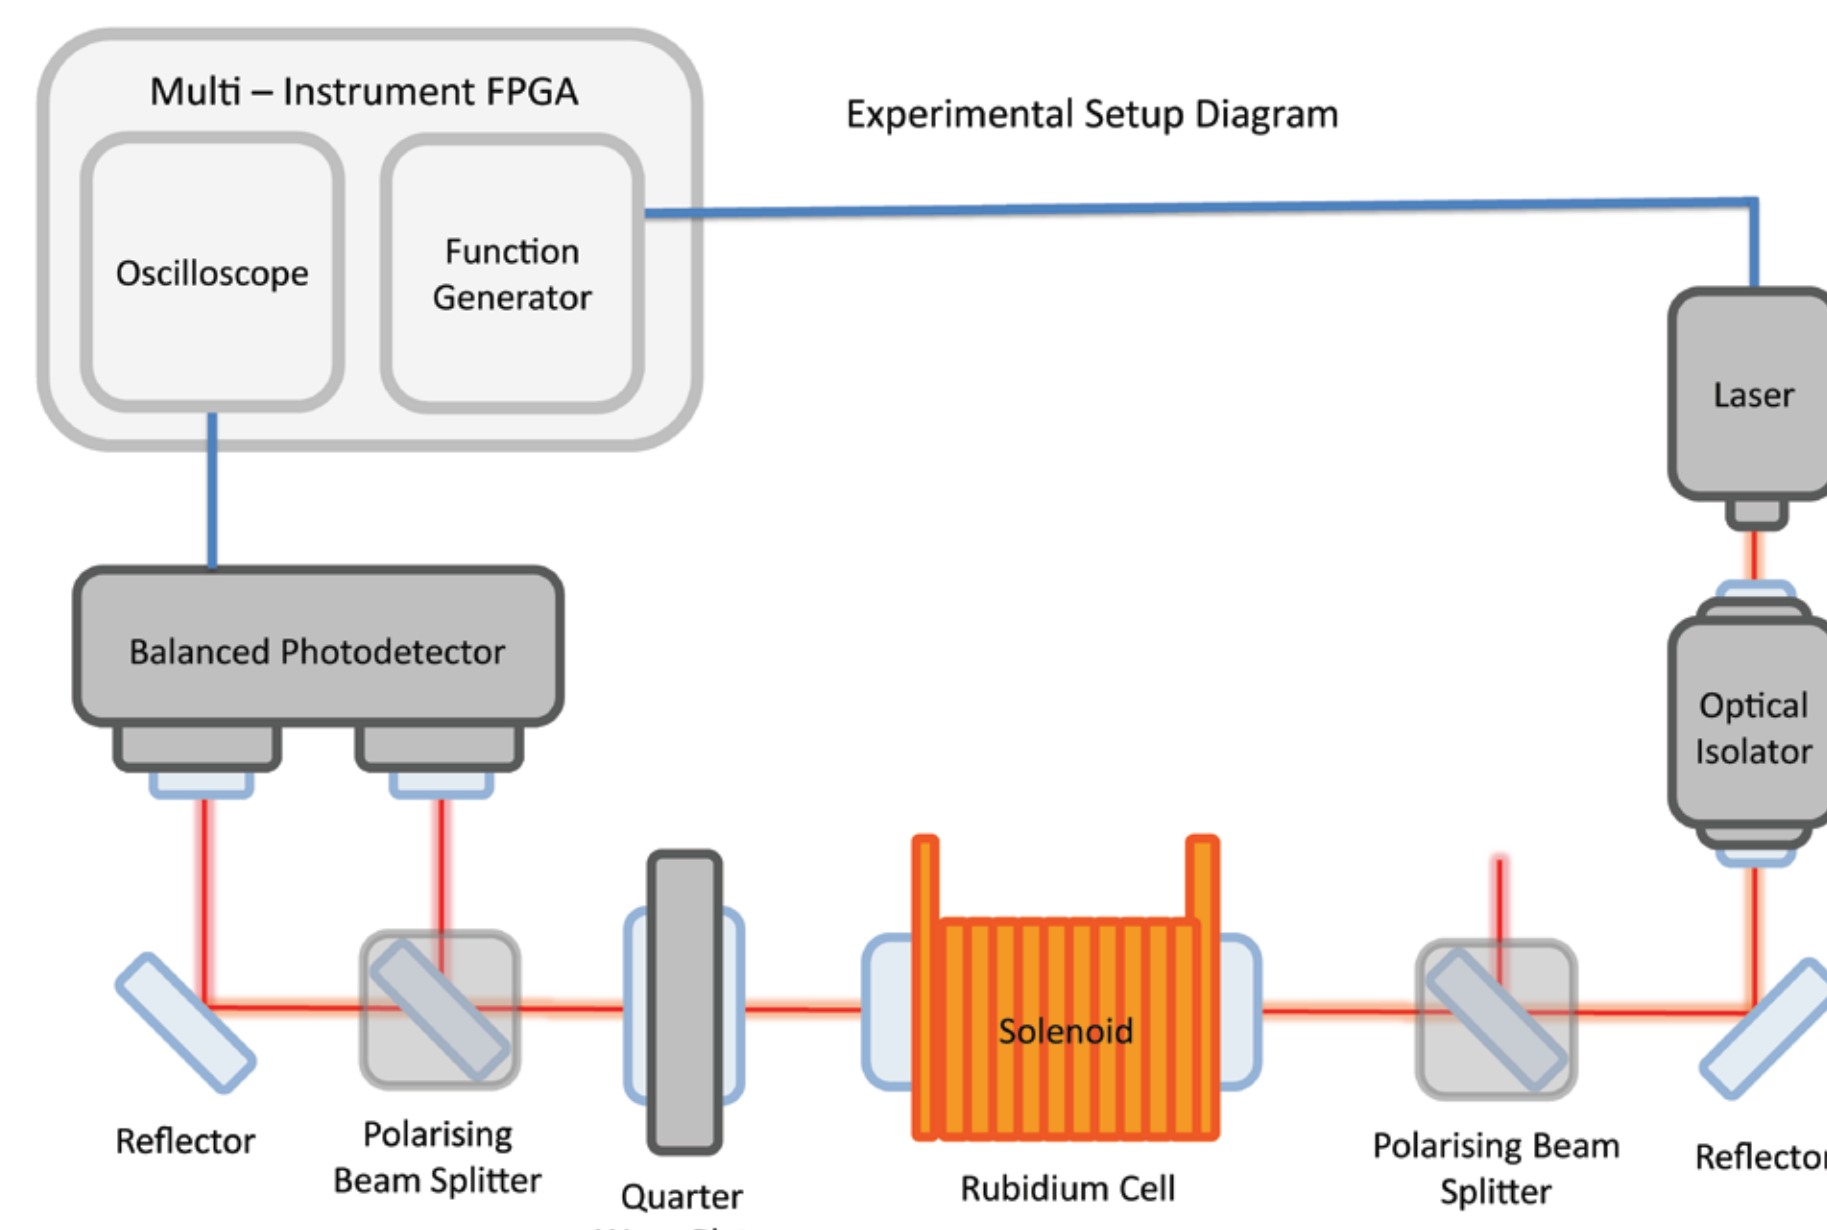 Multi – Instrument FPGA
Experimental Setup Diagram
Oscilloscope
Function
Generator
Laser
Balanced Photodetector
Optical
Isolator
Solenoid
Reflector
Polarising
Beam Splitter
Quarter
Rubidium Cell
Polarising Beam
Splitter
Reflector